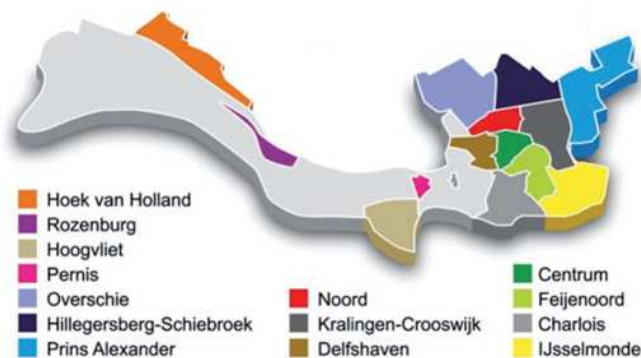 Hoek van Holland
Rozenburg
Hoogvliet
Pernis
Overschie
Hillegersberg-Schiebroek
Prins Alexander
Noord
Kralingen-Crooswijk
Delfshaven
Centrum
Feijenoord
Charlois
IJsselmonde